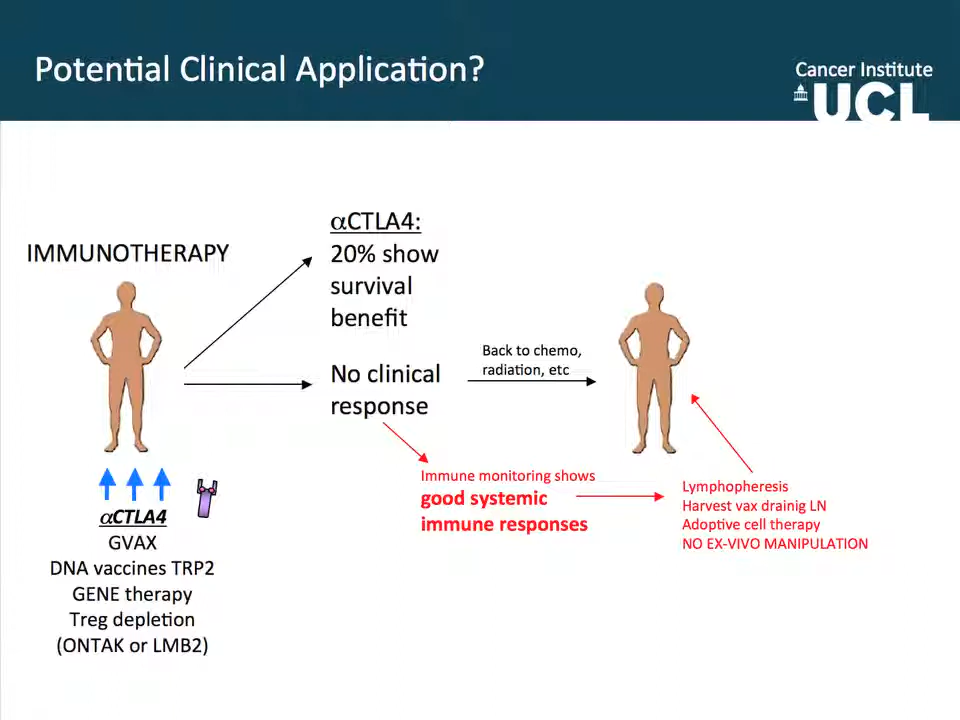 Potential Clinical Application?
Cancer Institute
UCL
IMMUNOTHERAPY
αCTLA4:
20% show
survival
benefit
No clinical
response
Back to chemo,
radiation, etc
αCTLA4
GVAX
DNA vaccines TRP2
GENE therapy
Treg depletion
(ONTAK or LMB2)
Immune monitoring shows
good systemic
immune responses
Lymphopheresis
Harvest vax drainig LN
Adoptive cell therapy
NO EX-VIVO MANIPULATION